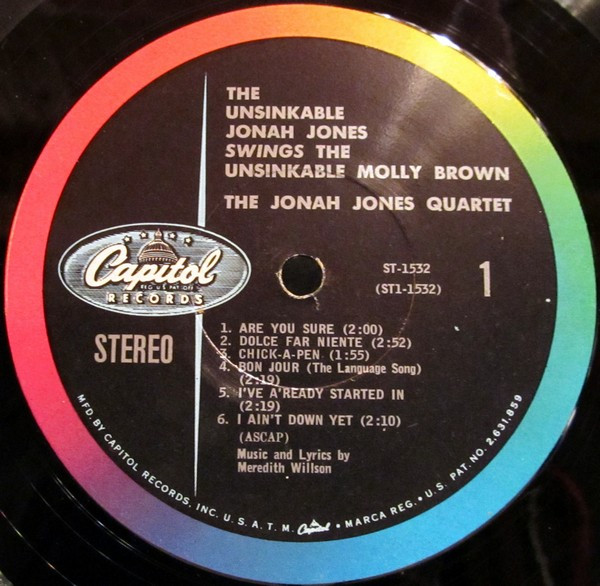 THE
UNSINKABLE
JONAH JONES
SWINGS THE
UNSINKABLE MOLLY BROWN
THE JONAH JONES QUARTET
ST-1532
(ST1-1532)
1
Capitol
REG. U.S. PAT. OFF.
RECORDS
STEREO
1. ARE YOU SURE (2:00)
2. DOLCE FAR NIENTE (2:52)
3. CHICK-A-PEN (1:55)
4. BON JOUR (The Language Song)
(2:19)
5. I'VE A'READY STARTED IN
(2:19)
6. I AIN'T DOWN YET (2:10)
(ASCAP)
Music and Lyrics by
Meredith Willson
MFD. BY CAPITOL RECORDS, INC. U. S. A. T. M. Capitol • MARCA REG. • U. S. PAT. NO. 2,631,859